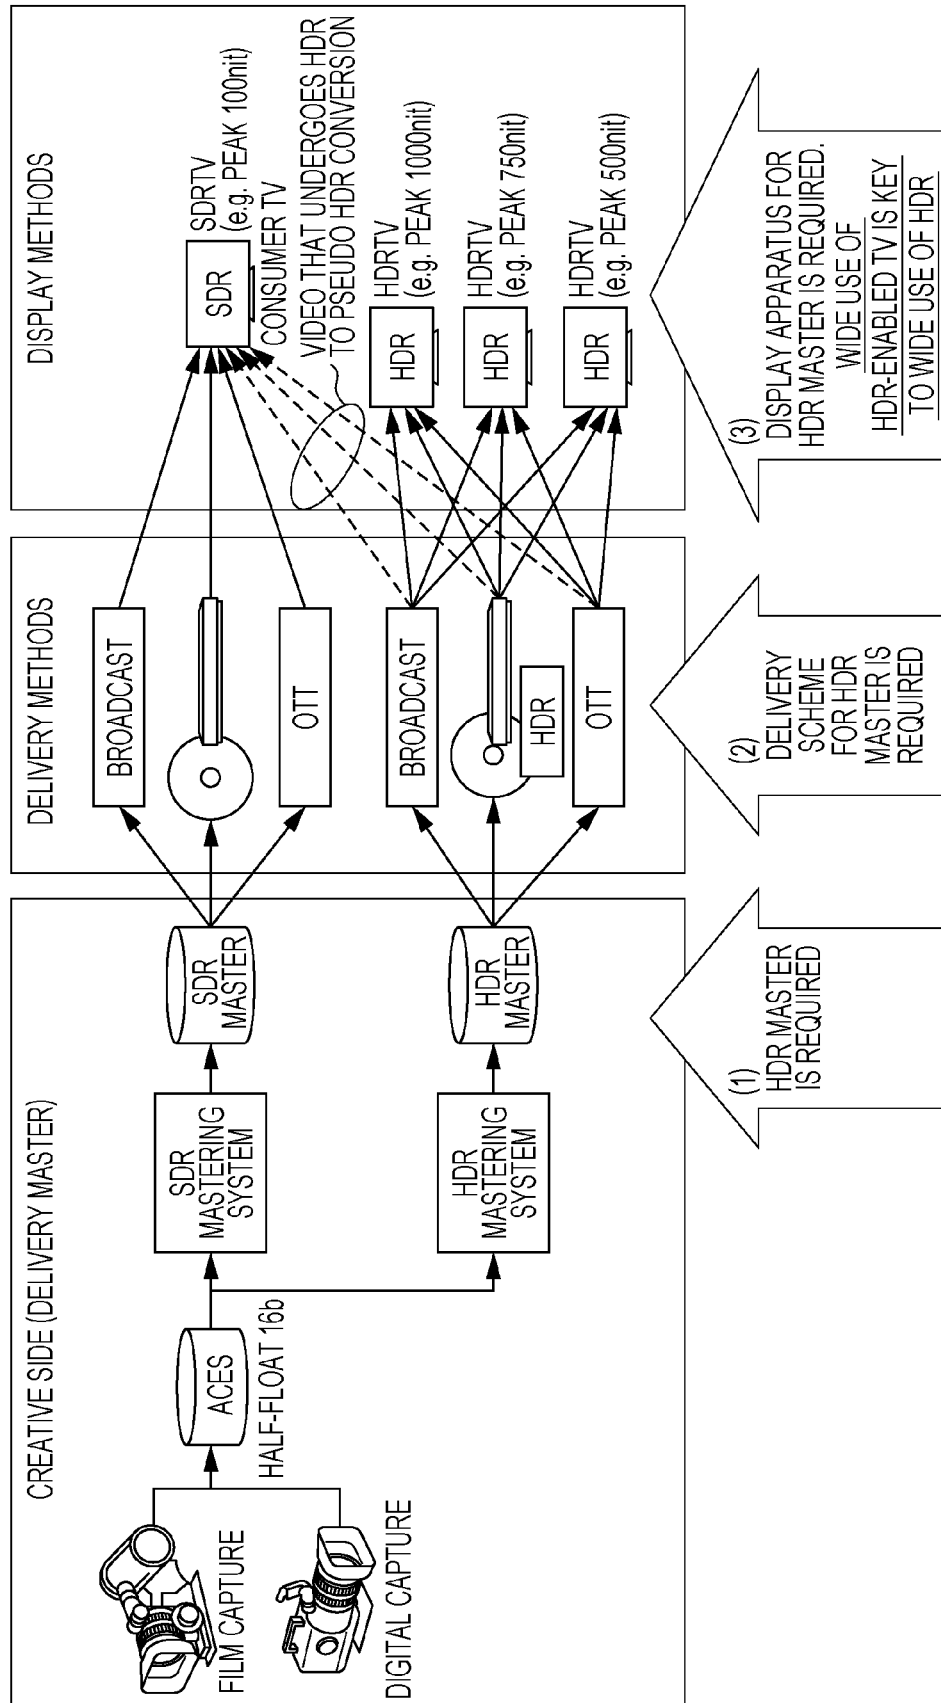 CREATIVE SIDE (DELIVERY MASTER)
FILM CAPTURE
DIGITAL CAPTURE
ACES
HALF-FLOAT 16b
SDR
MASTERING
SYSTEM
HDR
MASTERING
SYSTEM
SDR
MASTER
HDR
MASTER
DELIVERY METHODS
BROADCAST
OTT
BROADCAST
HDR
OTT
DISPLAY METHODS
SDR
SDRTV
(e.g. PEAK 100nit)
CONSUMER TV
VIDEO THAT UNDERGOES HDR
TO PSEUDO HDR CONVERSION
HDR
HDRTV
(e.g. PEAK 1000nit)
HDR
HDRTV
(e.g. PEAK 750nit)
HDR
HDRTV
(e.g. PEAK 500nit)
(1)
HDR MASTER
IS REQUIRED
(2)
DELIVERY
SCHEME
FOR HDR
MASTER IS
REQUIRED
(3)
DISPLAY APPARATUS FOR
HDR MASTER IS REQUIRED.
WIDE USE OF
HDR-ENABLED TV IS KEY
TO WIDE USE OF HDR